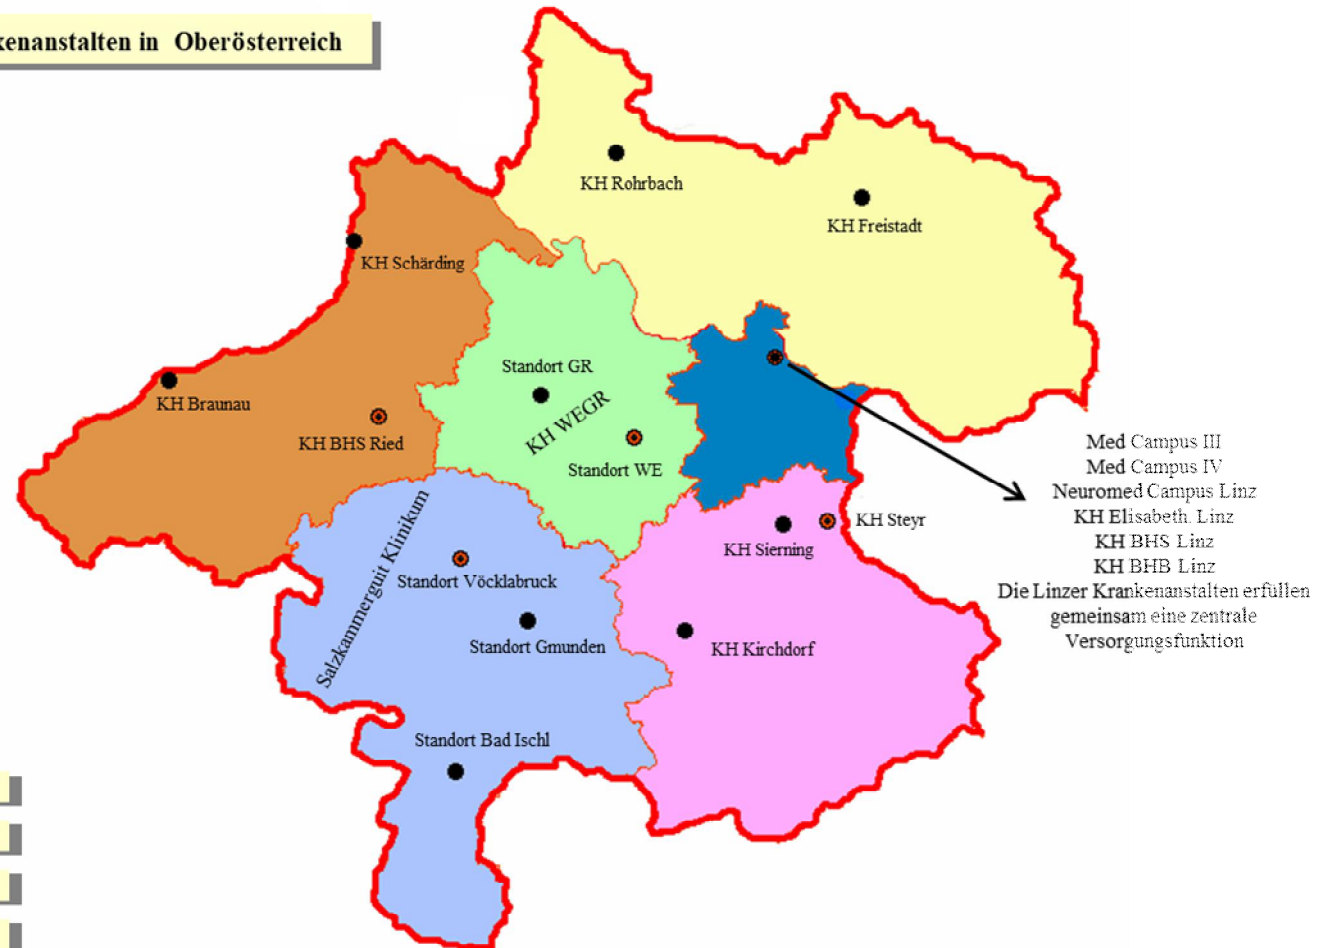 kenanstalten in Oberösterreich
KH Rohrbach
KH Freistadt
KH Schärding
Standort GR
KH Braunau
KH WEGR
KH BHS Ried
Standort WE
Med Campus III
Med Campus IV
Neuromed Campus Linz
KH Elisabeth. Linz
KH BHS Linz
KH BHB Linz
Die Linzer Krankenanstalten erfüllen
gemeinsam eine zentrale
Versorgungsfunktion
KH Steyr
KH Sierning
Salzkammerguit Klinikum
Standort Vöcklabruck
Standort Gmunden
KH Kirchdorf
Standort Bad Ischl